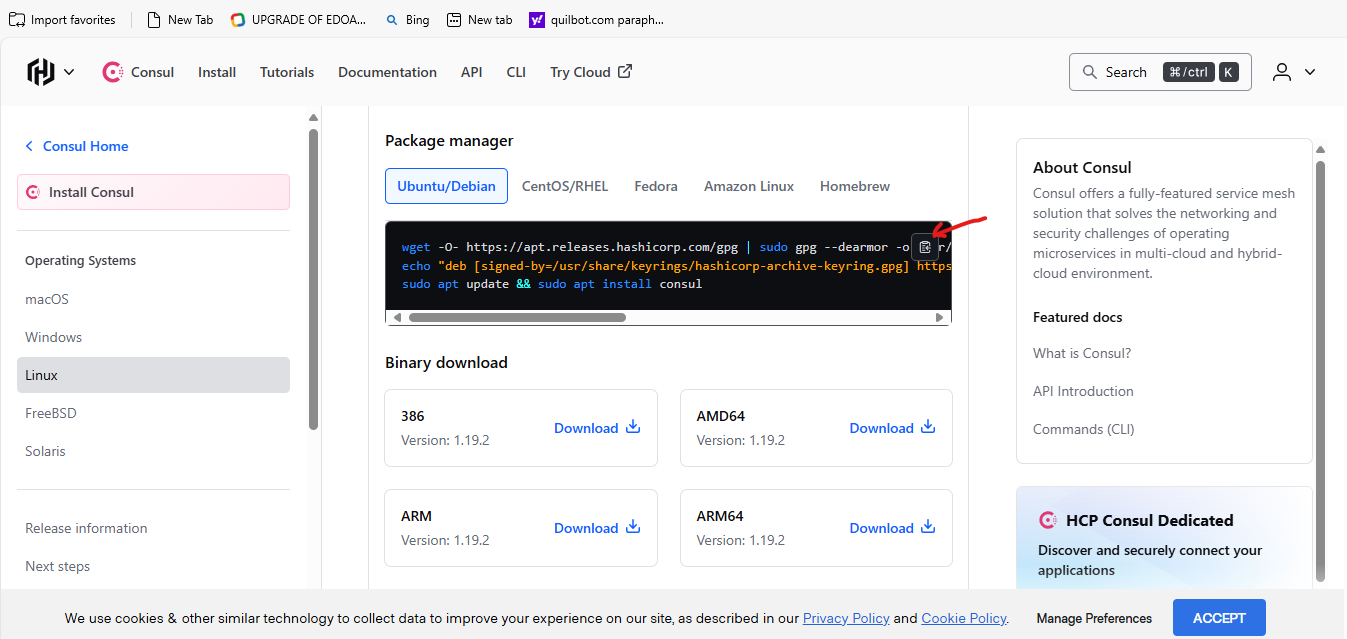 Import favorites
New Tab
UPGRADE OF EDOA...
Bing
New tab
quilbot.com paraph...
Consul
Install
Tutorials
Documentation
API
CLI
Try Cloud
Search
⌘/ctrl
K
Consul Home
Install Consul
Operating Systems
macOS
Windows
Linux
FreeBSD
Solaris
Release information
Next steps
Package manager
Ubuntu/Debian
CentOS/RHEL
Fedora
Amazon Linux
Homebrew
wget -O- https://apt.releases.hashicorp.com/gpg | sudo gpg --dearmor -o
echo "deb [signed-by=/usr/share/keyrings/hashicorp-archive-keyring.gpg] https
sudo apt update && sudo apt install consul
Binary download
386
Version: 1.19.2
Download
AMD64
Version: 1.19.2
Download
ARM
Version: 1.19.2
Download
ARM64
Version: 1.19.2
Download
About Consul
Consul offers a fully-featured service mesh
solution that solves the networking and
security challenges of operating
microservices in multi-cloud and hybrid-
cloud environment.
Featured docs
What is Consul?
API Introduction
Commands (CLI)
HCP Consul Dedicated
Discover and securely connect your
applications
We use cookies & other similar technology to collect data to improve your experience on our site, as described in our Privacy Policy and Cookie Policy.
Manage Preferences
ACCEPT